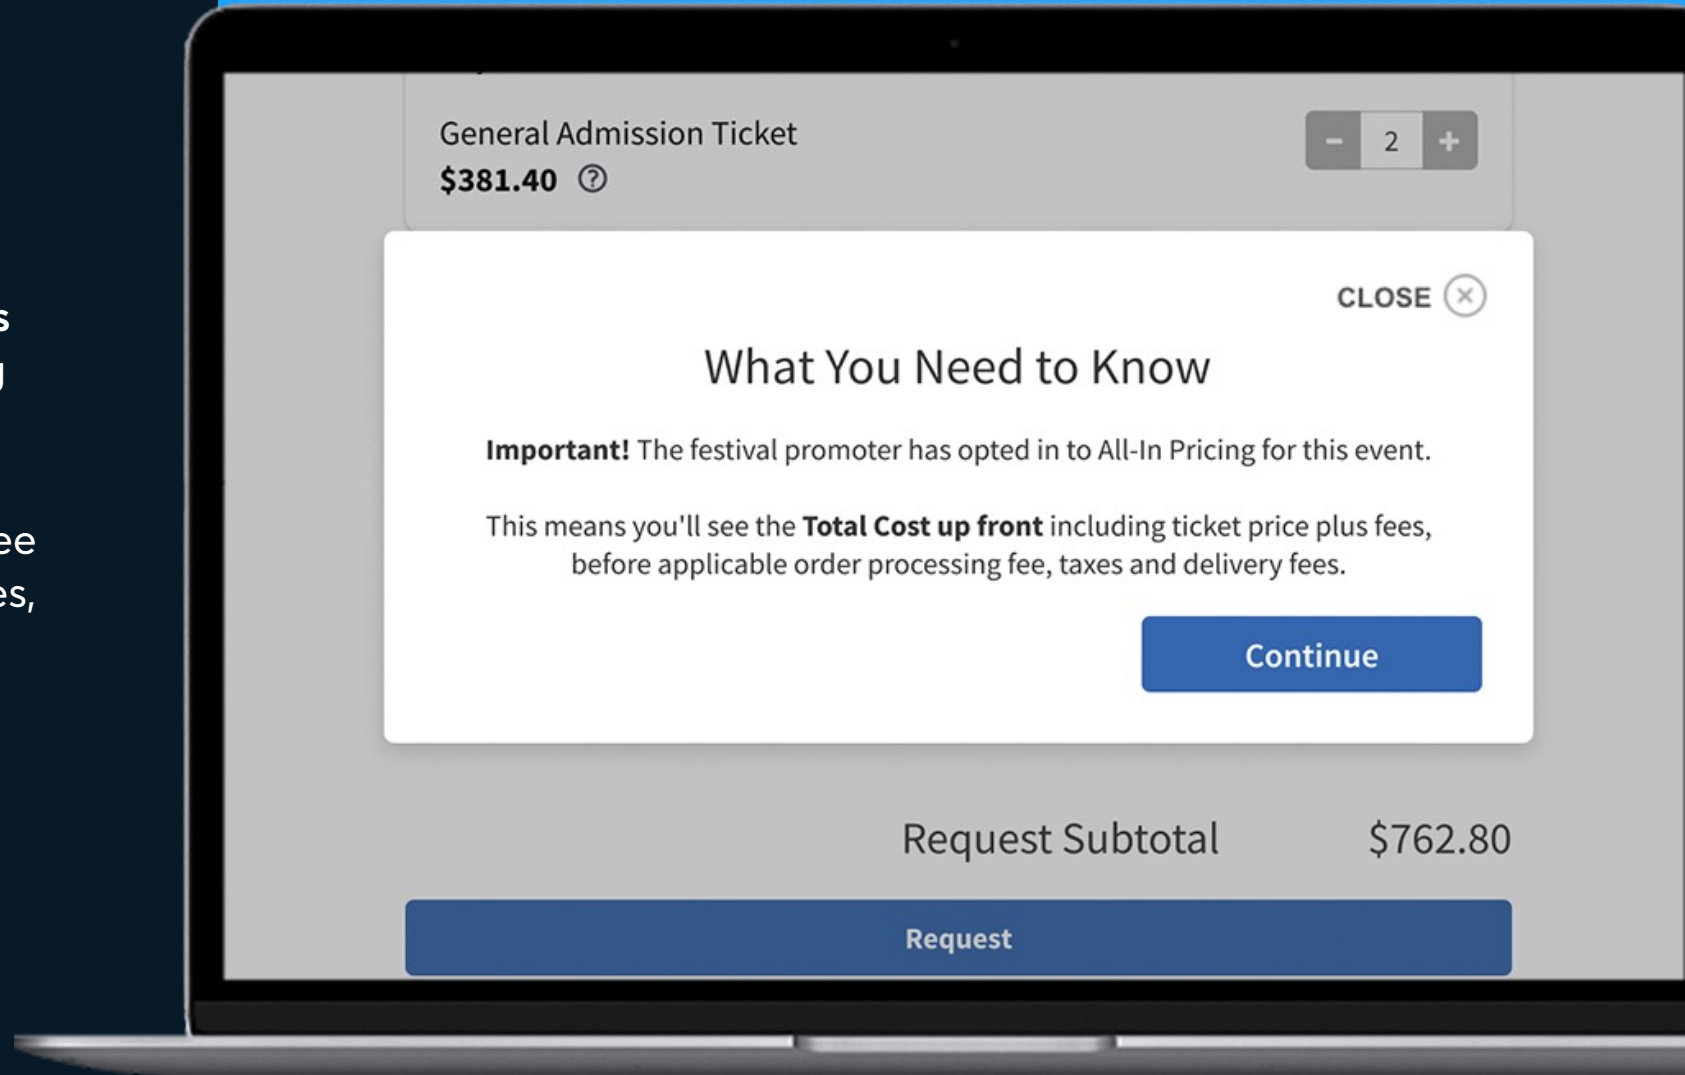 General Admission Ticket
$381.40 ?
- 2 +
CLOSE
What You Need to Know
Important! The festival promoter has opted in to All-In Pricing for this event.
This means you'll see the Total Cost up front including ticket price plus fees,
before applicable order processing fee, taxes and delivery fees.
Continue
Request Subtotal $762.80
Request